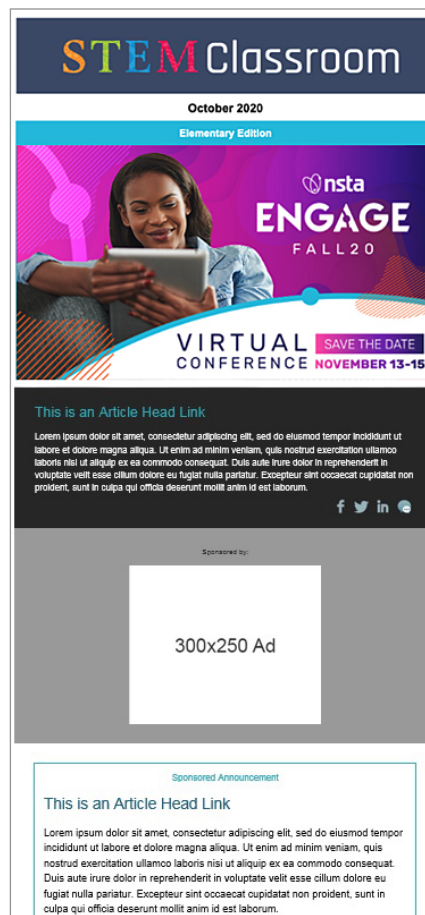 STEM Classroom
October 2020
Elementary Edition
nsta
ENGAGE
FALL20
VIRTUAL
CONFERENCE
SAVE THE DATE
NOVEMBER 13-15
This is an Article Head Link
Lorem ipsum dolor sit amet, consectetur adipiscing elit, sed do eiusmod tempor incididunt ut
labore et dolore magna aliqua. Ut enim ad minim veniam, quis nostrud exercitation ullamco
laboris nisi ut aliquip ex ea commodo consequat. Duis aute irure dolor in reprehenderit in
voluptate velit esse cillum dolore eu fugiat nulla pariatur. Excepteur sint occaecat cupidatat non
proident, sunt in culpa qui officia deserunt mollit anim id est laborum.
Sponsored by:
300x250 Ad
Sponsored Announcement
This is an Article Head Link
Lorem ipsum dolor sit amet, consectetur adipiscing elit, sed do eiusmod tempor
incididunt ut labore et dolore magna aliqua. Ut enim ad minim veniam, quis
nostrud exercitation ullamco laboris nisi ut aliquip ex ea commodo consequat.
Duis aute irure dolor in reprehenderit in voluptate velit esse cillum dolore eu
fugiat nulla pariatur. Excepteur sint occaecat cupidatat non proident, sunt in
culpa qui officia deserunt mollit anim id est laborum.